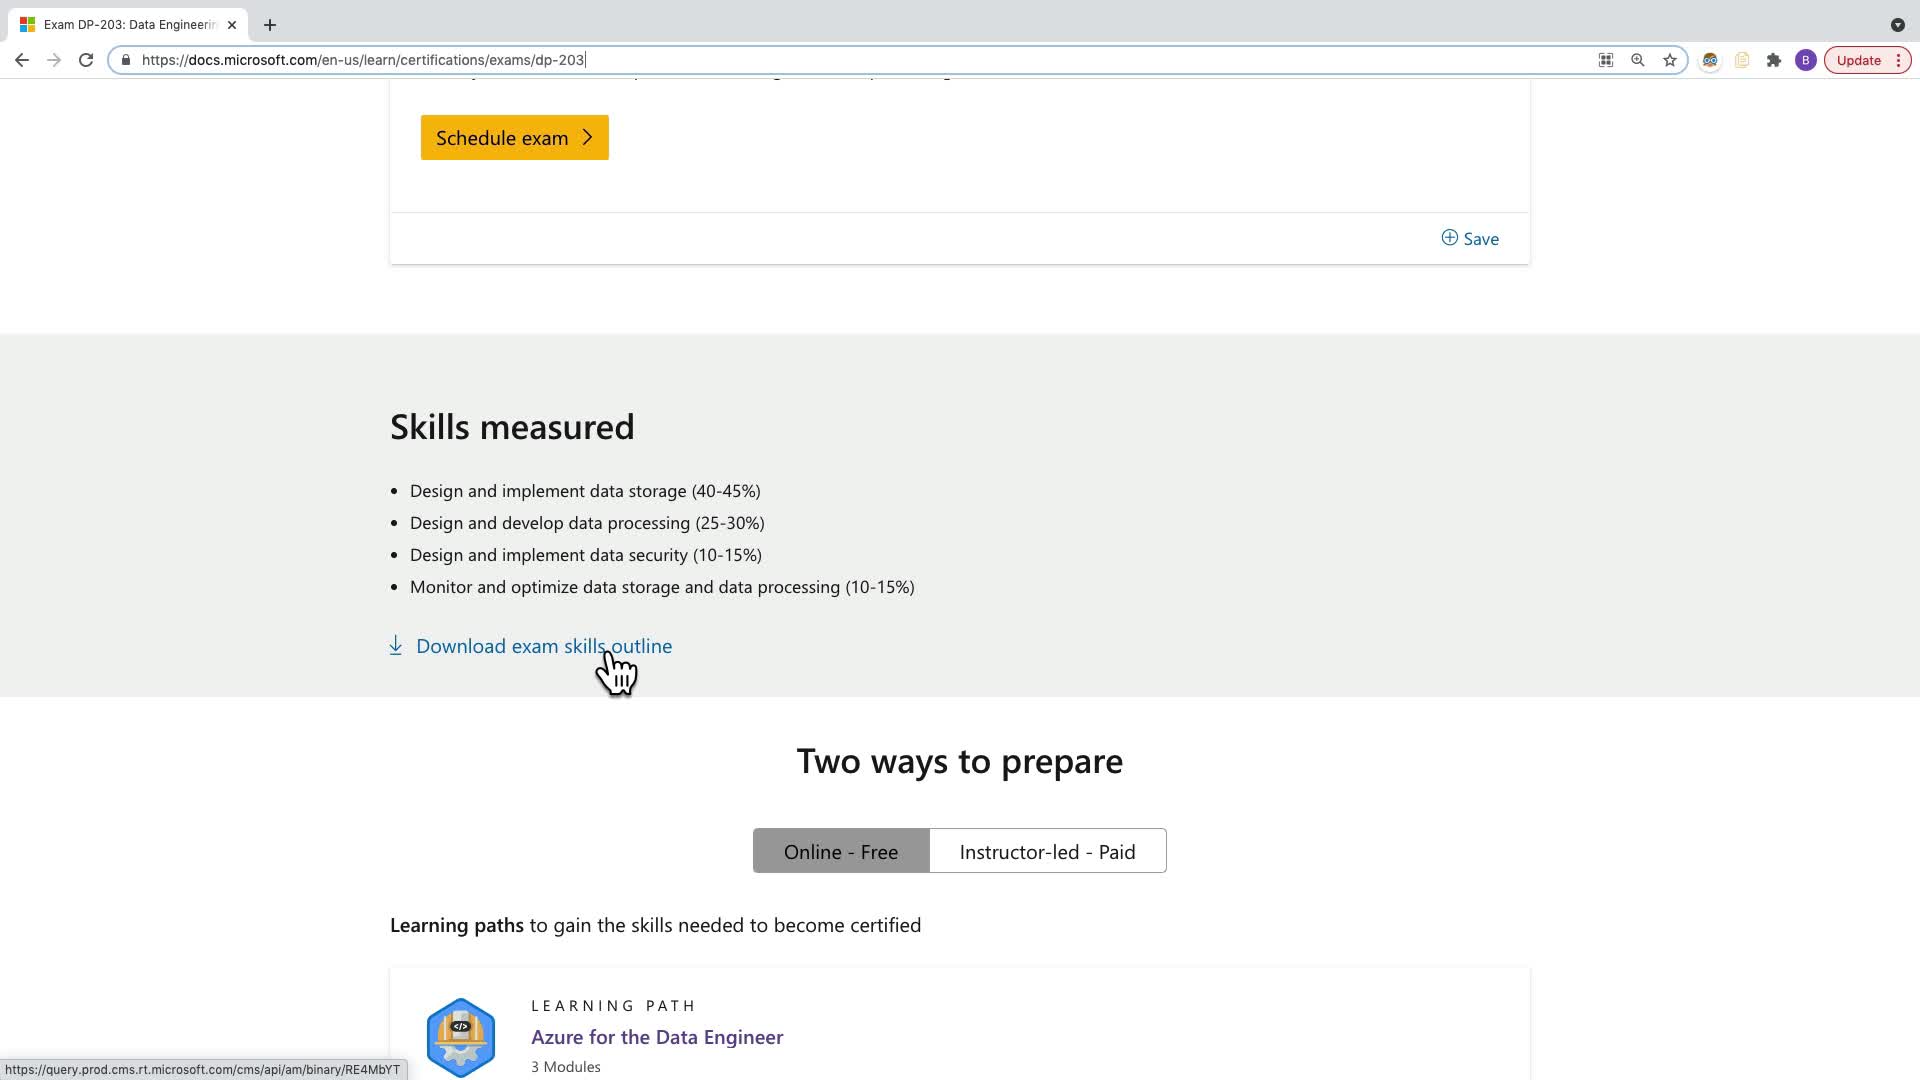 Exam DP-203: Data Engineerin
https://docs.microsoft.com/en-us/learn/certifications/exams/dp-203
B
Update
Schedule exam
Save
Skills measured
• Design and implement data storage (40-45%)
• Design and develop data processing (25-30%)
• Design and implement data security (10-15%)
• Monitor and optimize data storage and data processing (10-15%)
Download exam skills outline
Two ways to prepare
Online - Free
Instructor-led - Paid
Learning paths to gain the skills needed to become certified
LEARNING PATH
</>
Azure for the Data Engineer
3 Modules
https://query.prod.cms.rt.microsoft.com/cms/api/am/binary/RE4MbYT